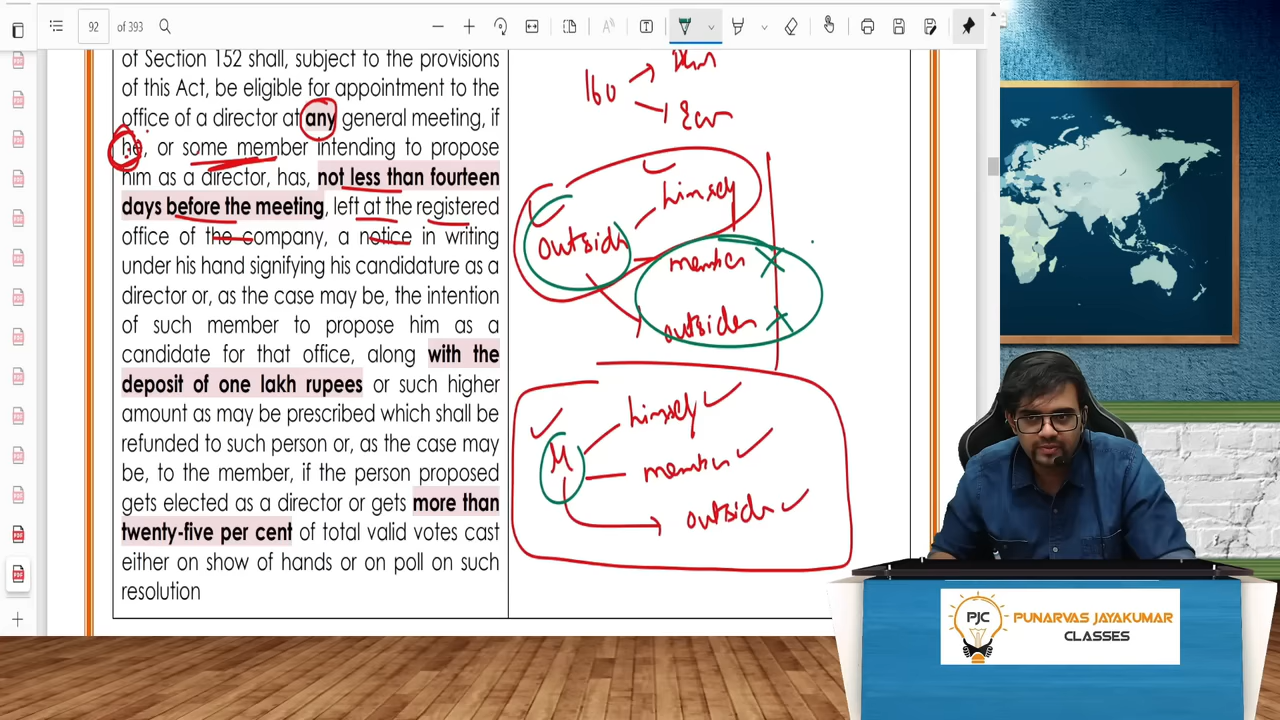 92 of 393
of Section 152 shall, subject to the provisions
of this Act, be eligible for appointment to the
office of a director at any general meeting, if
he, or some member intending to propose
him as a director, has, not less than fourteen
days before the meeting, left at the registered
office of the company, a notice in writing
under his hand signifying his candidature as a
director or, as the case may be, the intention
of such member to propose him as a
candidate for that office, along with the
deposit of one lakh rupees or such higher
amount as may be prescribed which shall be
refunded to such person or, as the case may
be, to the member, if the person proposed
gets elected as a director or gets more than
twenty-five per cent of total valid votes cast
either on show of hands or on poll on such
resolution
160
himself
outsider
member
outsider
himself
M
member
outsider
PJC
PUNARVAS JAYAKUMAR
CLASSES